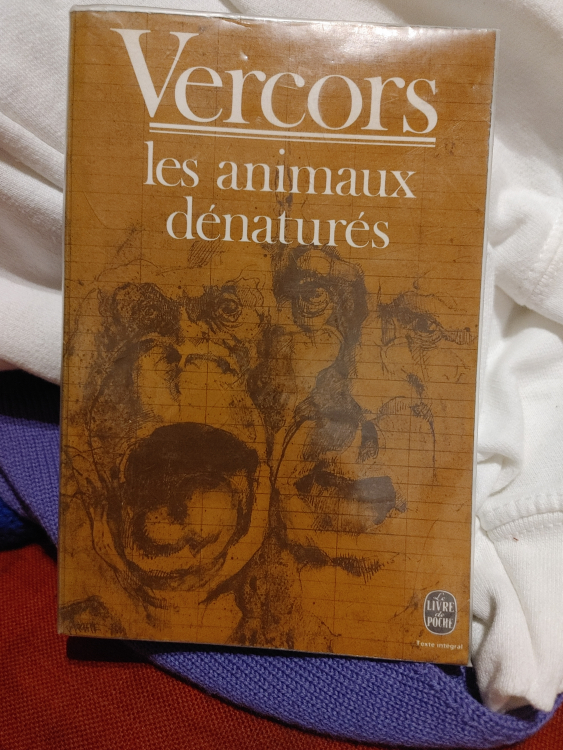 Vercors
les animaux
dénaturés
Le
LIVRE
de
POCHE
Texte intégral